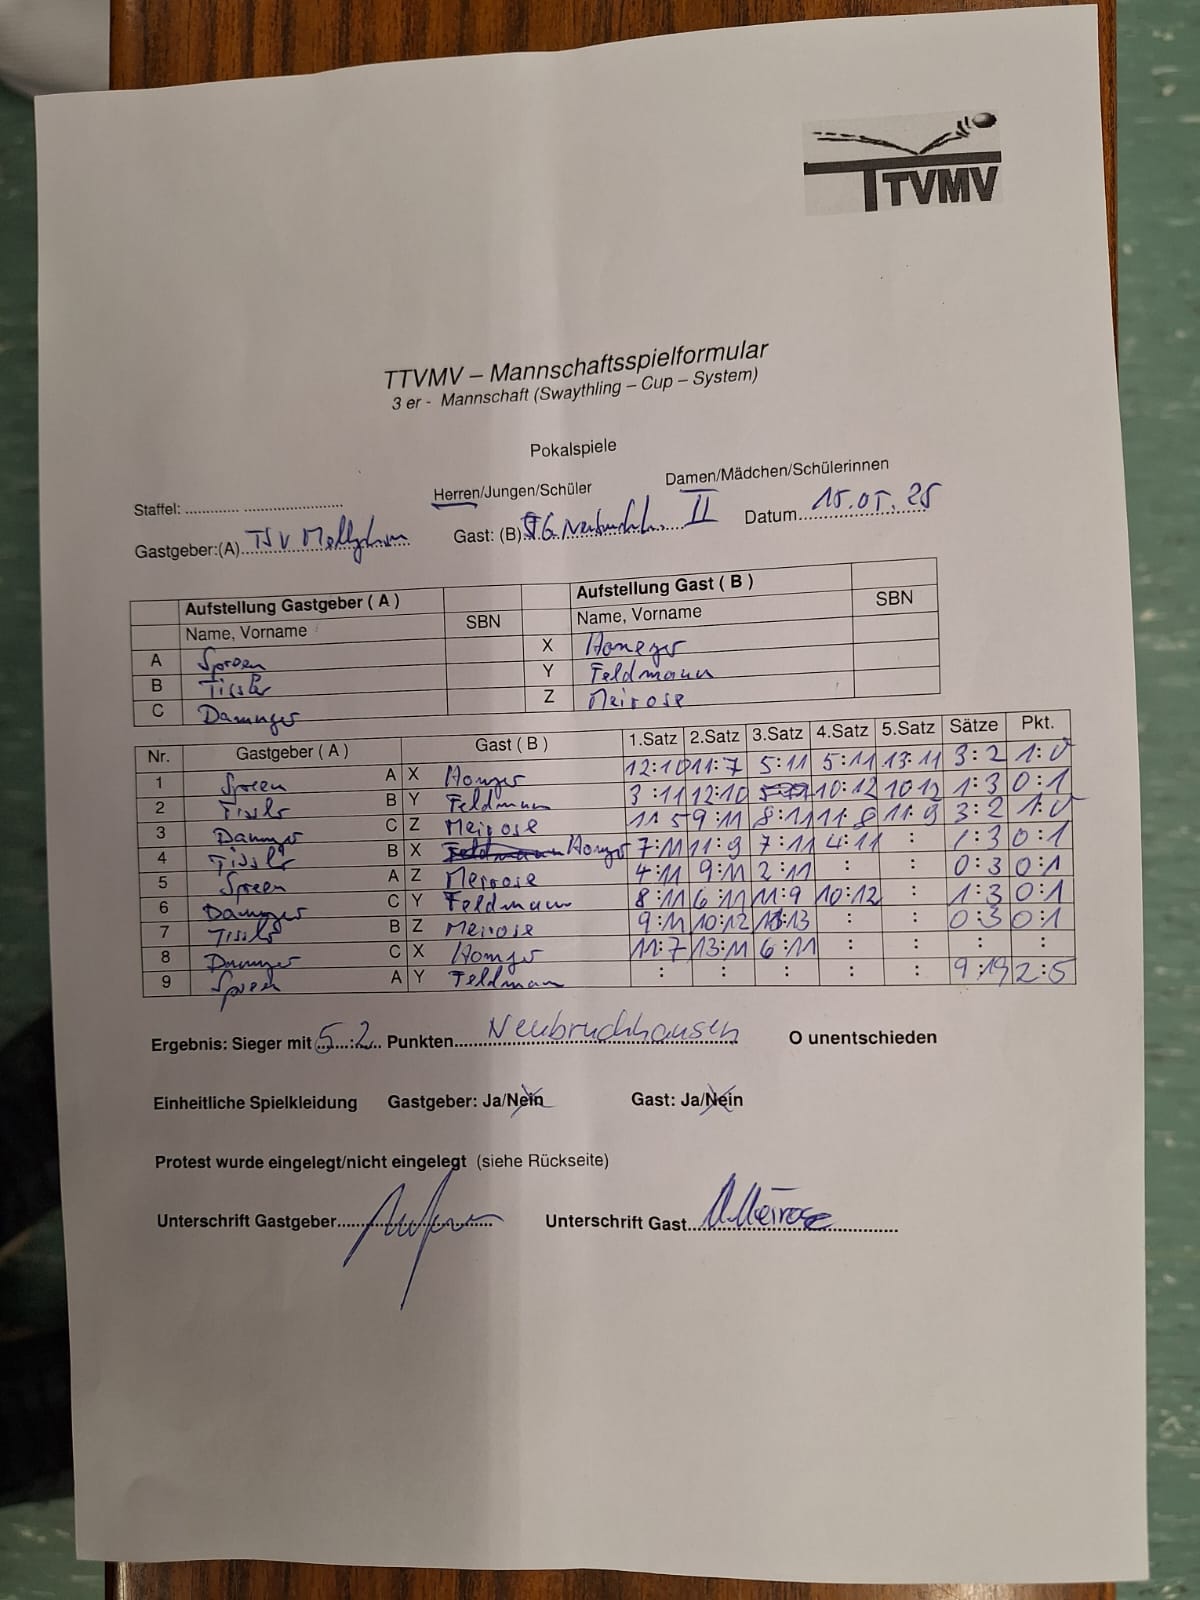 TTVMV
TTVMV – Mannschaftsspielformular
3 er - Mannschaft (Swaythling – Cup – System)
Pokalspiele
Staffel: ............. ........................ Herren/Jungen/Schüler Damen/Mädchen/Schülerinnen
Gastgeber:(A) TSV Gast: (B) II Datum 15.05.25
Aufstellung Gastgeber ( A ) Aufstellung Gast ( B )
Name, Vorname SBN Name, Vorname SBN
A Spreen X
B Tissler Y Feldmann
C Z Meirose
Nr. Gastgeber ( A ) Gast ( B ) 1.Satz 2.Satz 3.Satz 4.Satz 5.Satz Sätze Pkt.
1 Spreen A X 12:10 11:7 5:11 5:11 13:11 3:2 1:0
2 B Y Feldmann 3:11 12:10 10:12 10 12 1:3 0:1
3 C Z Meirose 11 5 9:11 8:11 11:8 11:9 3:2 1:0
4 B X 7:11 11:9 7:11 4:11 : 1:3 0:1
5 Spreen A Z Meirose 4:11 9:11 2:11 : : 0:3 0:1
6 C Y Feldmann 8:11 6:11 11:9 10:12 : 1:3 0:1
7 B Z Meirose 9:11 10:12 : : 0:3 0:1
8 C X 11:7 13:11 6:11 : : : :
9 Spreen A Y Feldman : : : : : 9:19 2:5
Ergebnis: Sieger mit 5:2 Punkten Neubruchhausen O unentschieden
Einheitliche Spielkleidung Gastgeber: Ja/Nein Gast: Ja/Nein
Protest wurde eingelegt/nicht eingelegt (siehe Rückseite)
Unterschrift Gastgeber Unterschrift Gast Meirose